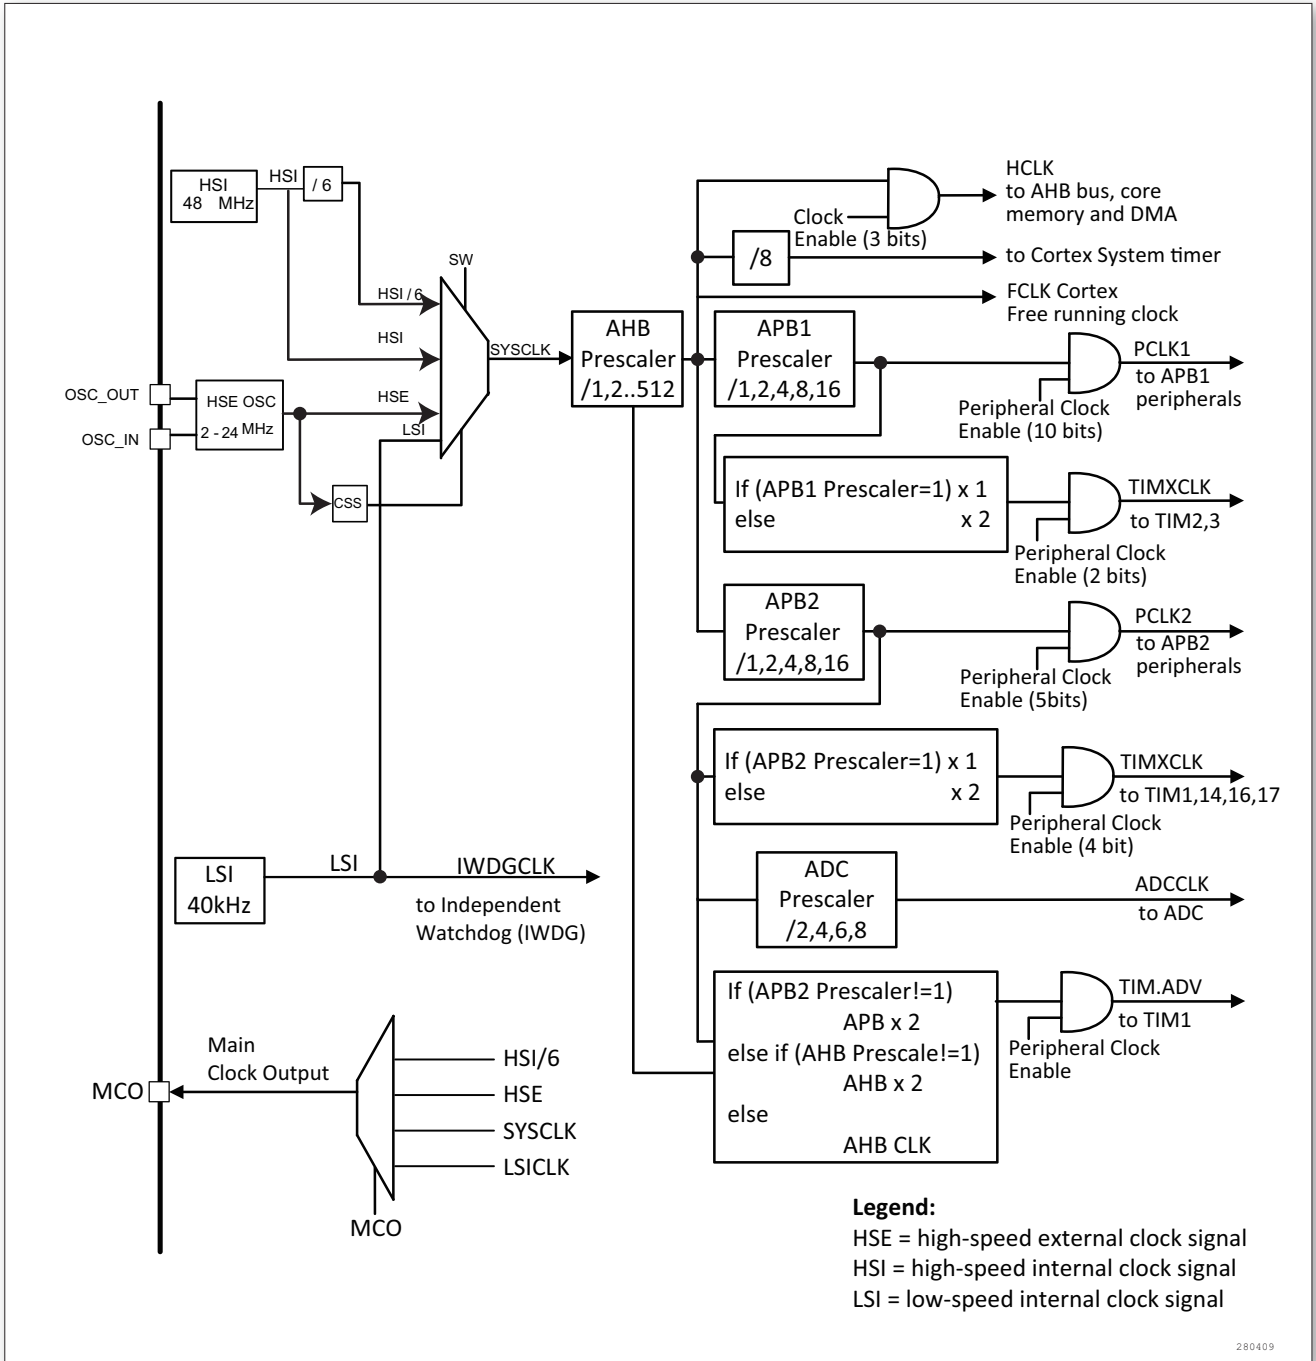 HSI
48 MHz
HSI
/ 6
SW
HSI / 6
HSI
HSE
LSI
OSC_OUT
OSC_IN
HSE OSC
2 - 24 MHz
CSS
SYSCLK
AHB
Prescaler
/1,2..512
Clock
Enable (3 bits)
HCLK
to AHB bus, core
memory and DMA
/8
to Cortex System timer
FCLK Cortex
Free running clock
APB1
Prescaler
/1,2,4,8,16
Peripheral Clock
Enable (10 bits)
PCLK1
to APB1
peripherals
If (APB1 Prescaler=1) x 1
else x 2
Peripheral Clock
Enable (2 bits)
TIMXCLK
to TIM2,3
APB2
Prescaler
/1,2,4,8,16
Peripheral Clock
Enable (5bits)
PCLK2
to APB2
peripherals
If (APB2 Prescaler=1) x 1
else x 2
Peripheral Clock
Enable (4 bit)
TIMXCLK
to TIM1,14,16,17
LSI
40kHz
LSI
IWDGCLK
to Independent
Watchdog (IWDG)
ADC
Prescaler
/2,4,6,8
ADCCLK
to ADC
If (APB2 Prescaler!=1)
APB x 2
else if (AHB Prescale!=1)
AHB x 2
else
AHB CLK
Peripheral Clock
Enable
TIM.ADV
to TIM1
MCO
Main
Clock Output
HSI/6
HSE
SYSCLK
LSICLK
MCO
Legend:
HSE = high-speed external clock signal
HSI = high-speed internal clock signal
LSI = low-speed internal clock signal
280409